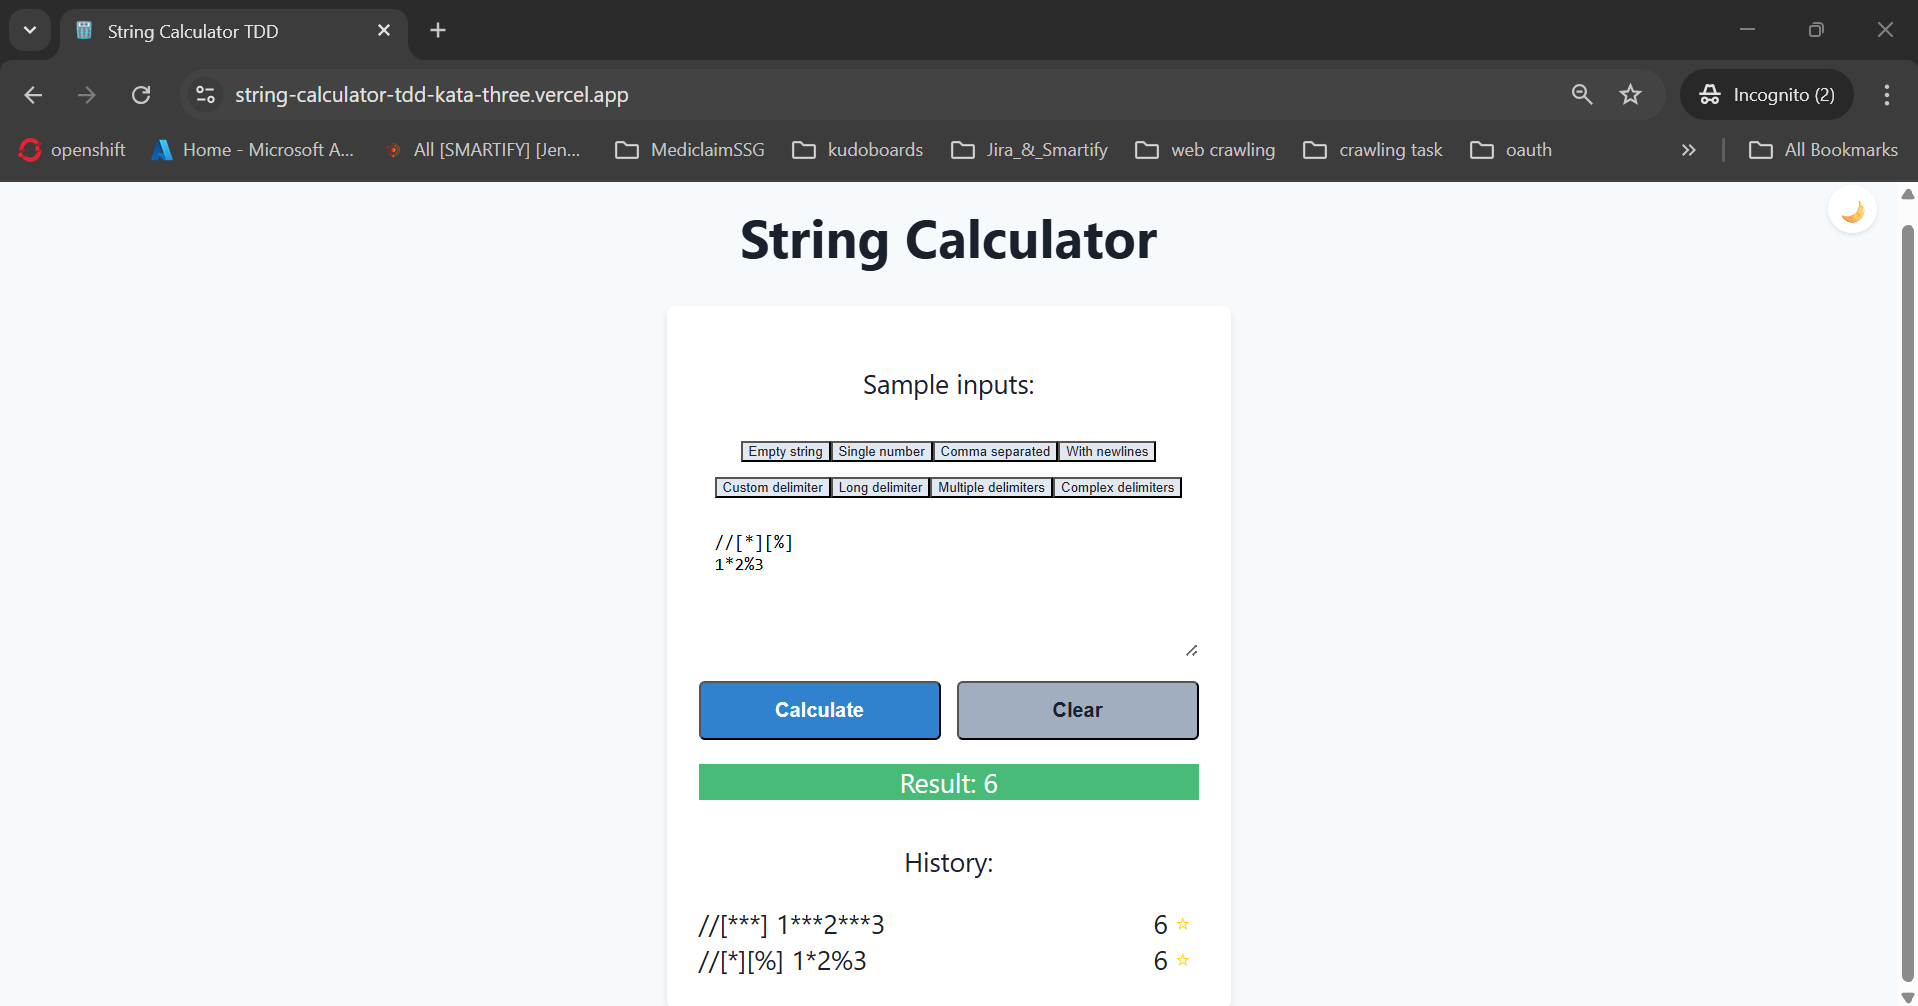 String Calculator TDD
string-calculator-tdd-kata-three.vercel.app
Incognito (2)
openshift
Home - Microsoft A...
All [SMARTIFY] [Jen...
MediclaimSSG
kudoboards
Jira_&_Smartify
web crawling
crawling task
oauth
All Bookmarks
String Calculator
Sample inputs:
Empty string Single number Comma separated With newlines
Custom delimiter Long delimiter Multiple delimiters Complex delimiters
//[*][%]
1*2%3
Calculate Clear
Result: 6
History:
//[***] 1***2***3 6
//[*][%] 1*2%3 6